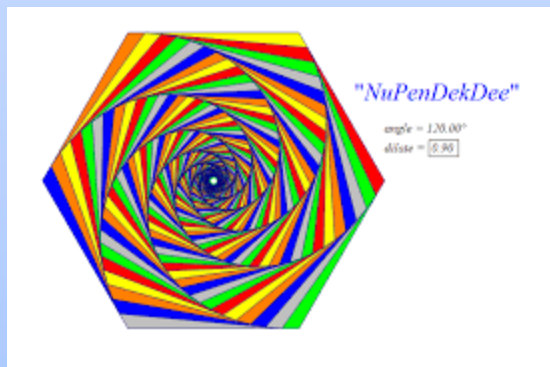 "NuPenDekDee"
angle = 120.00°
dilate = 0.90